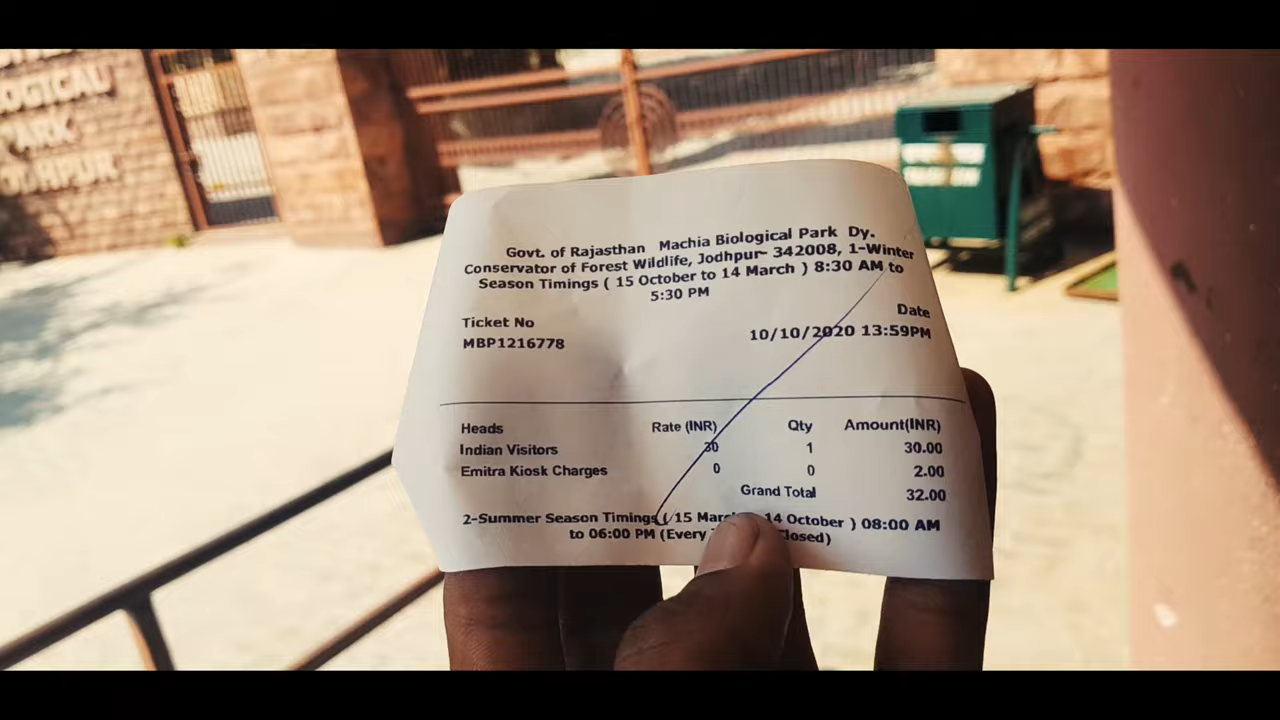 OGICAL
PARK
Govt. of Rajasthan Machia Biological Park Dy.
Conservator of Forest Wildlife, Jodhpur- 342008, 1-Winter
Season Timings ( 15 October to 14 March ) 8:30 AM to
5:30 PM
Ticket No
Date
MBP1216778
10/10/2020 13:59PM
Heads Rate (INR) Qty Amount(INR)
Indian Visitors 30 1 30.00
Emitra Kiosk Charges 0 0 2.00
Grand Total 32.00
2-Summer Season Timings ( 15 March 14 October ) 08:00 AM
to 06:00 PM (Every Closed)